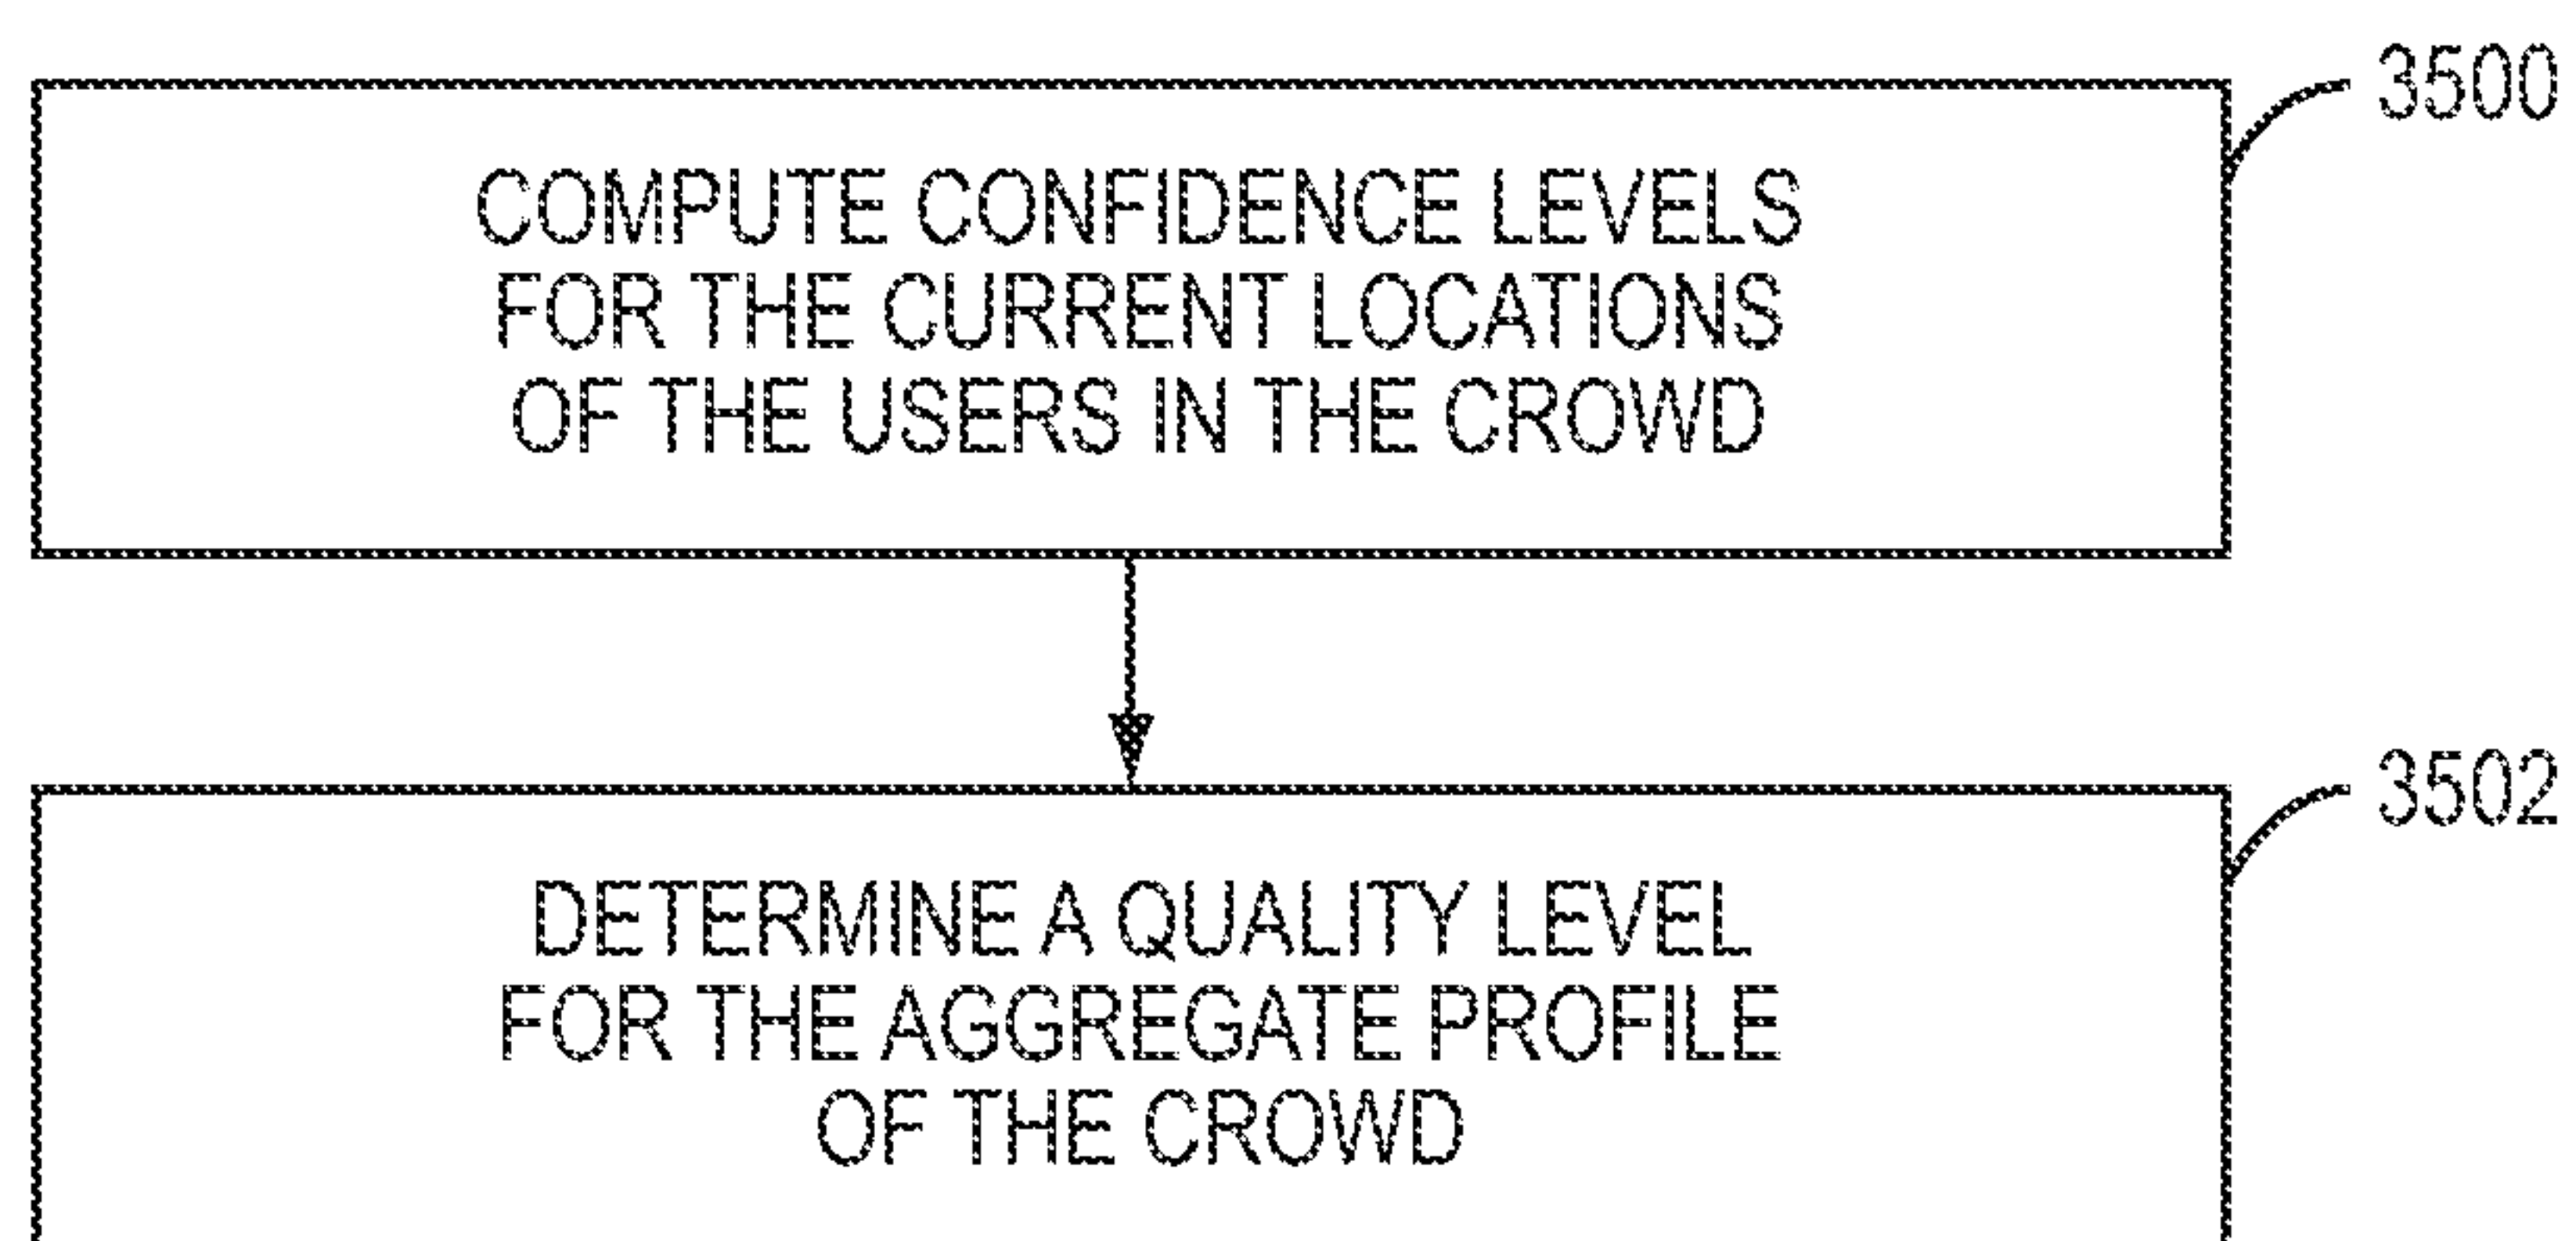 3500
COMPUTE CONFIDENCE LEVELS
FOR THE CURRENT LOCATIONS
OF THE USERS IN THE CROWD
3502
DETERMINE A QUALITY LEVEL
FOR THE AGGREGATE PROFILE
OF THE CROWD